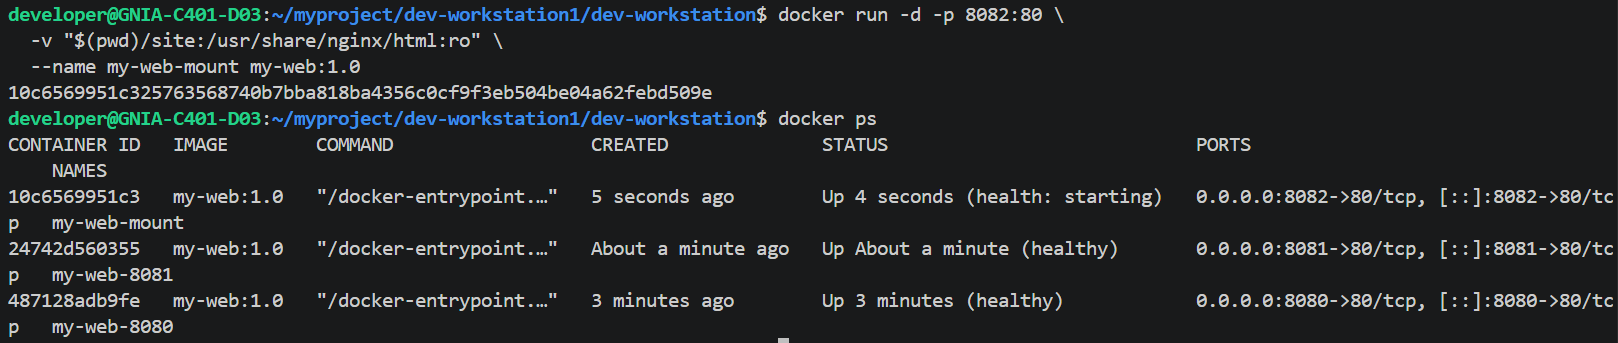 developer@GNIA-C401-D03:~/myproject/dev-workstation1/dev-workstation$ docker run -d -p 8082:80 \
  -v "$(pwd)/site:/usr/share/nginx/html:ro" \
  --name my-web-mount my-web:1.0
10c6569951c325763568740b7bba818ba4356c0cf9f3eb504be04a62febd509e
developer@GNIA-C401-D03:~/myproject/dev-workstation1/dev-workstation$ docker ps
CONTAINER ID   IMAGE        COMMAND                  CREATED              STATUS                            PORTS
    NAMES
10c6569951c3   my-web:1.0   "/docker-entrypoint.…"   5 seconds ago        Up 4 seconds (health: starting)   0.0.0.0:8082->80/tcp, [::]:8082->80/tc
p   my-web-mount
24742d560355   my-web:1.0   "/docker-entrypoint.…"   About a minute ago   Up About a minute (healthy)       0.0.0.0:8081->80/tcp, [::]:8081->80/tc
p   my-web-8081
487128adb9fe   my-web:1.0   "/docker-entrypoint.…"   3 minutes ago        Up 3 minutes (healthy)            0.0.0.0:8080->80/tcp, [::]:8080->80/tc
p   my-web-8080